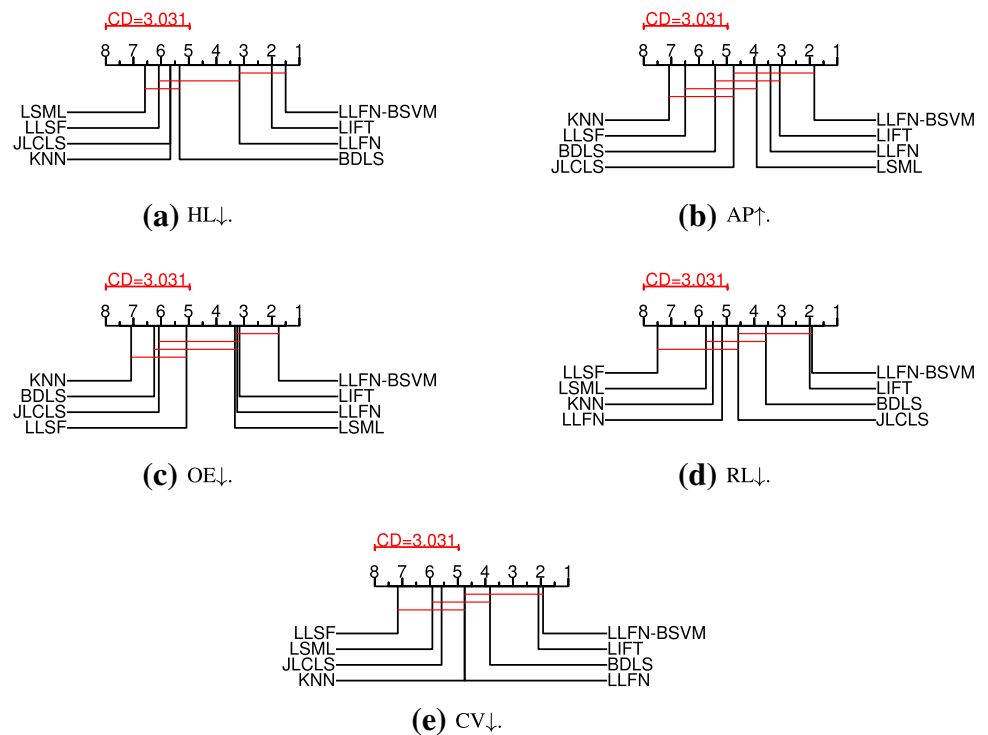 CD=3.031
8 7 6 5 4 3 2 1
LSML LLFN-BSVM
LLSF LIFT
JLCLS LLFN
KNN BDLS
(a) HL↓.
CD=3.031
8 7 6 5 4 3 2 1
KNN LLFN-BSVM
LLSF LIFT
BDLS LLFN
JLCLS LSML
(b) AP↑.
CD=3.031
8 7 6 5 4 3 2 1
KNN LLFN-BSVM
BDLS LIFT
JLCLS LLFN
LLSF LSML
(c) OE↓.
CD=3.031
8 7 6 5 4 3 2 1
LLSF LLFN-BSVM
LSML LIFT
KNN BDLS
LLFN JLCLS
(d) RL↓.
CD=3.031
8 7 6 5 4 3 2 1
LLSF LLFN-BSVM
LSML LIFT
JLCLS BDLS
KNN LLFN
(e) CV↓.